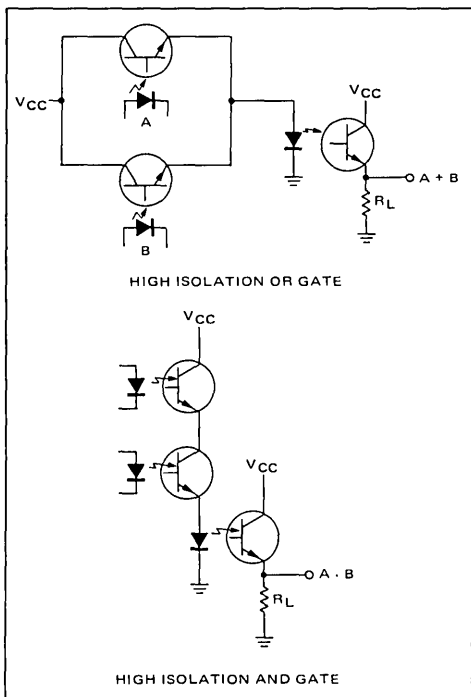 VCC
A
VCC
A + B
RL
B
HIGH ISOLATION OR GATE
VCC
VCC
A . B
RL
HIGH ISOLATION AND GATE